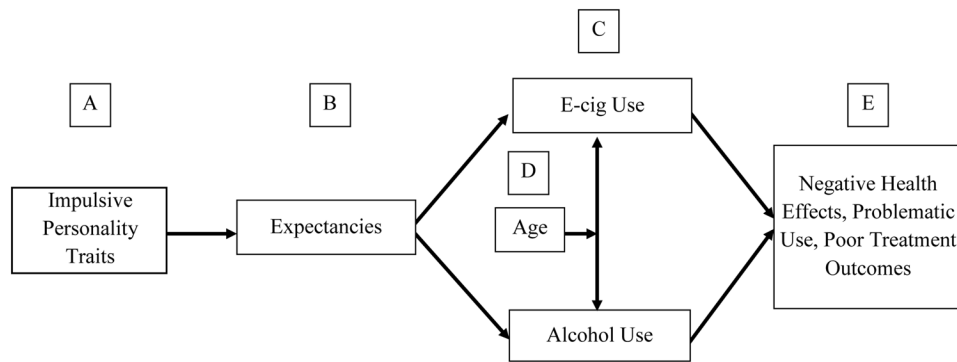 A
Impulsive
Personality
Traits
B
Expectancies
C
E-cig Use
D
Age
Alcohol Use
E
Negative Health
Effects, Problematic
Use, Poor Treatment
Outcomes